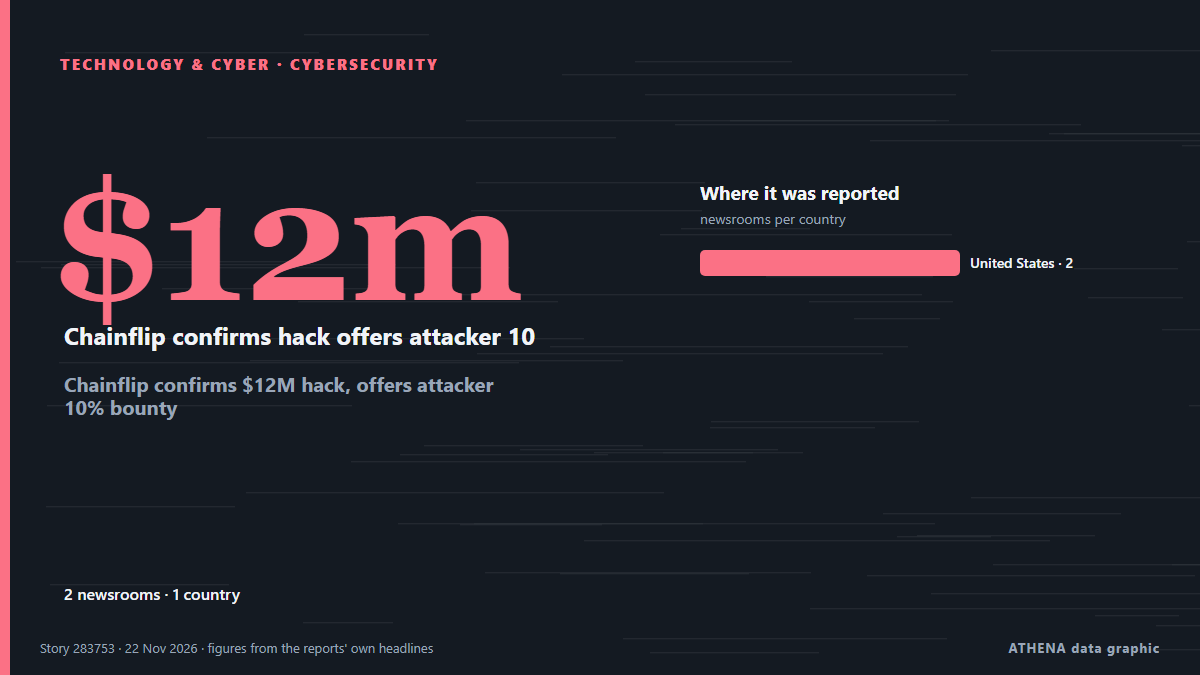 TECHNOLOGY & CYBER · CYBERSECURITY
$12m
Chainflip confirms hack offers attacker 10
Chainflip confirms $12M hack, offers attacker
10% bounty
Where it was reported
newsrooms per country
United States · 2
2 newsrooms · 1 country
Story 283753 · 22 Nov 2026 · figures from the reports' own headlines
ATHENA data graphic